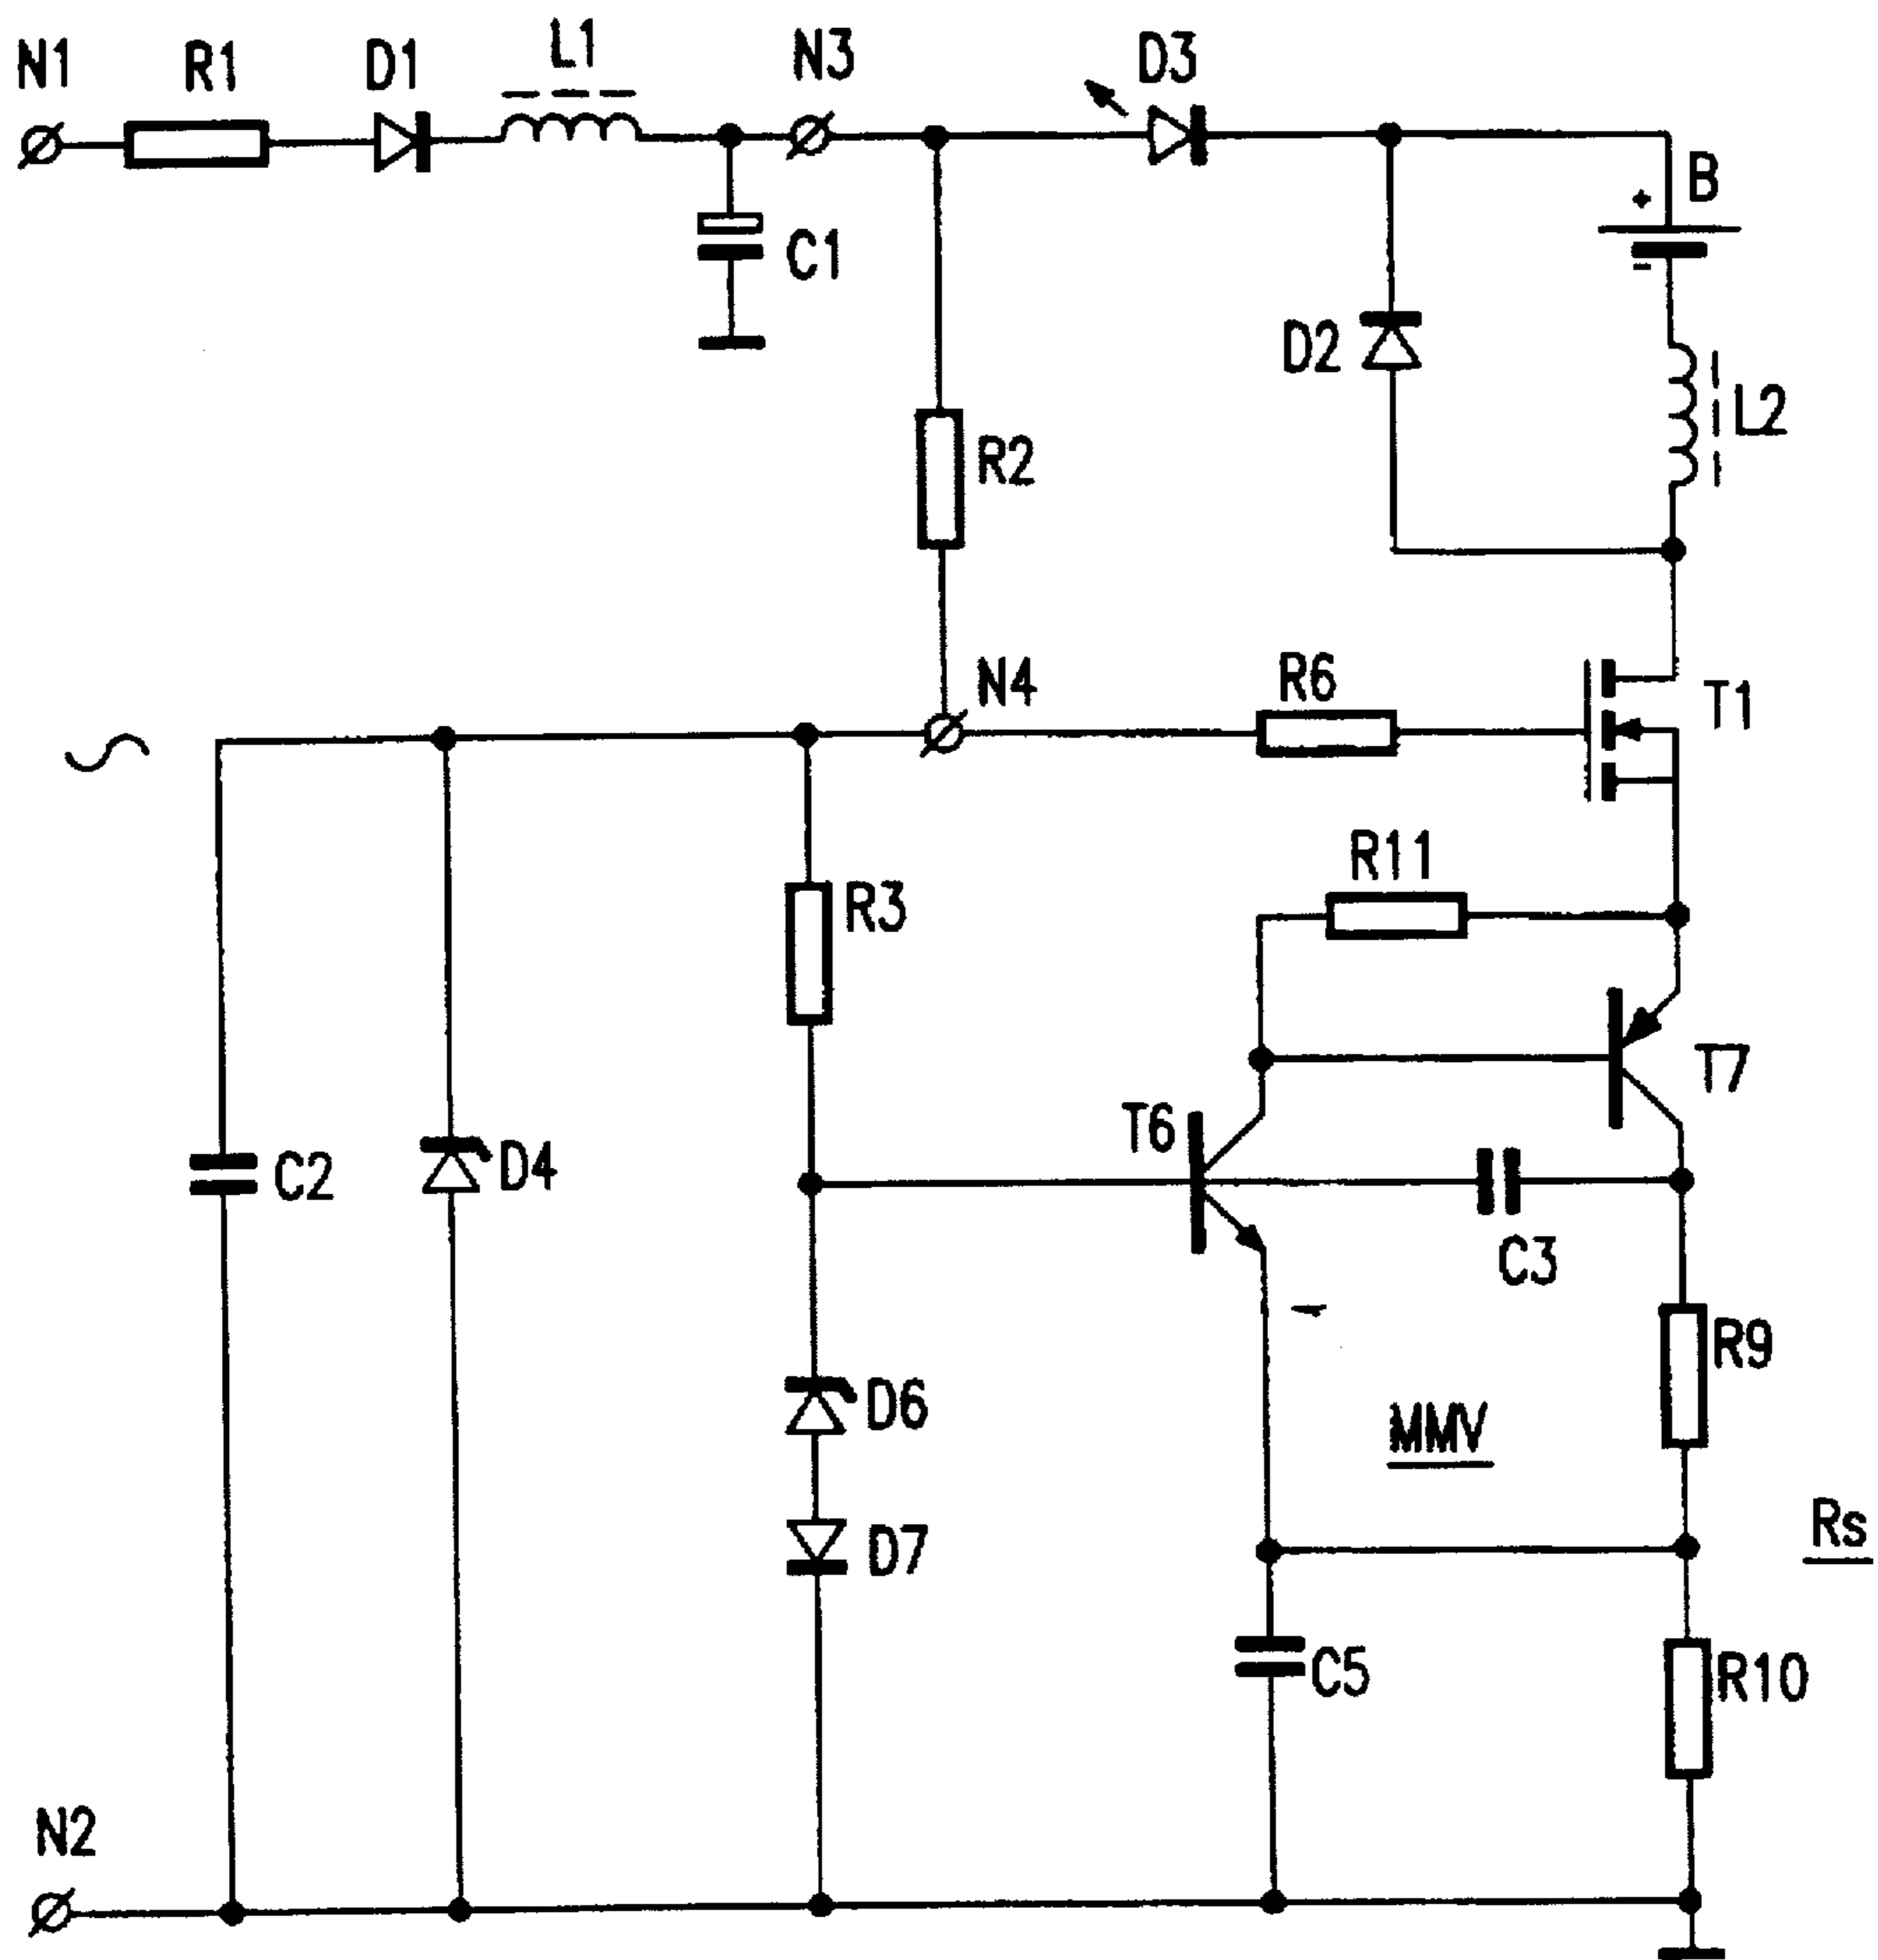 N1
R1
D1
L1
N3
D3
B
+
-
C1
D2
L2
R2
N4
R6
T1
R11
R3
T7
T6
C2
D4
C3
R9
D6
MMV
Rs
D7
C5
R10
N2